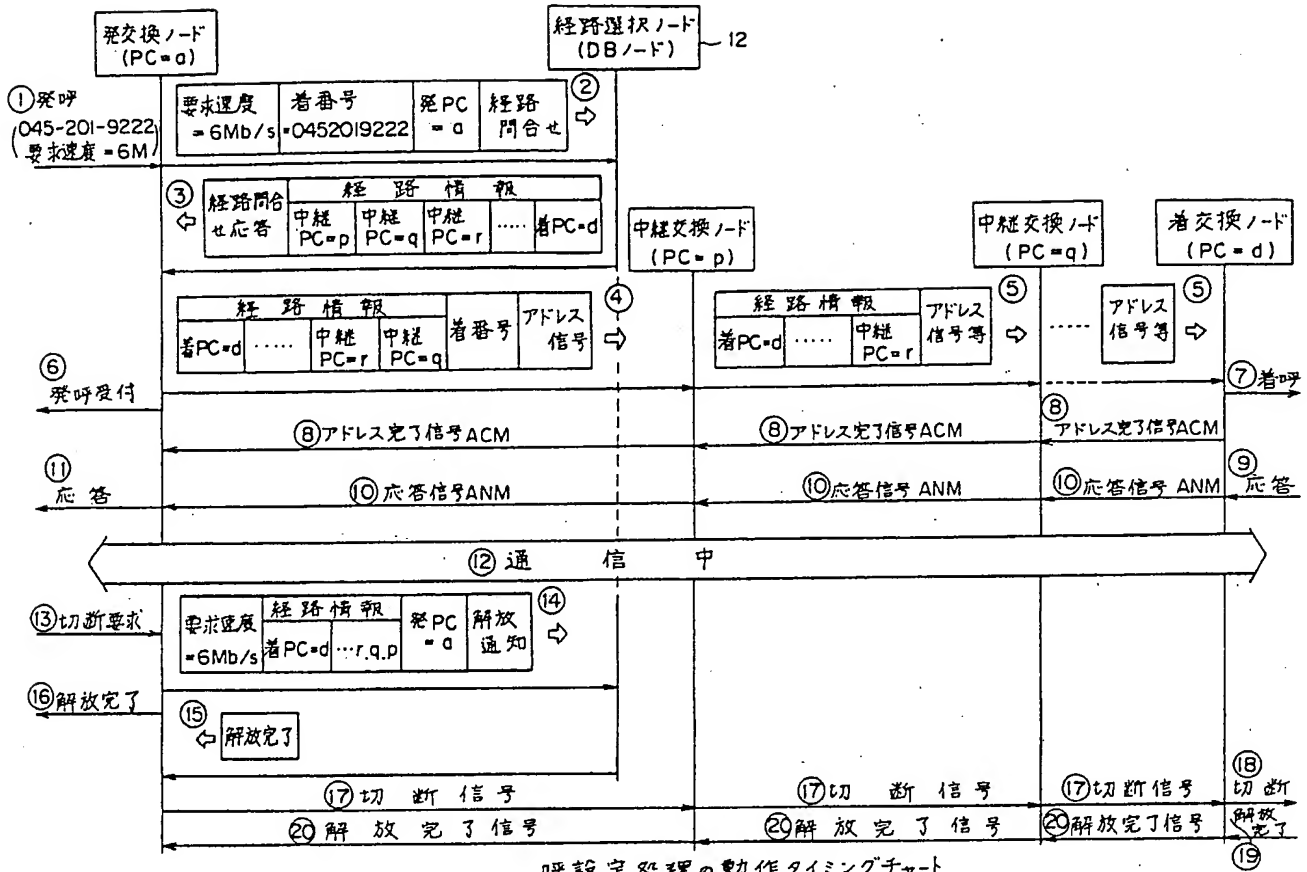 発交換ノード
(PC=a)
経路選択ノード
(DBノード)
12
①発呼
(045-201-9222
要求速度=6M)
要求速度
=6Mb/s
着番号
=0452019222
発PC
=a
経路
問合せ
②
③
経路問合
せ応答
経路情報
中継
PC=p
中継
PC=q
中継
PC=r
.....
着PC=d
中継交換ノード
(PC=p)
中継交換ノード
(PC=q)
着交換ノード
(PC=d)
経路情報
着PC=d
......
中継
PC=r
中継
PC=q
着番号
アドレス
信号
④
経路情報
着PC=d
......
中継
PC=r
アドレス
信号等
⑤
......
アドレス
信号等
⑤
⑥
発呼受付
⑦着呼
⑧アドレス完了信号ACM
⑧アドレス完了信号ACM
⑧
アドレス完了信号ACM
⑪
応答
⑩応答信号ANM
⑩応答信号ANM
⑩応答信号ANM
⑨
応答
⑫通信中
⑬切断要求
要求速度
=6Mb/s
経路情報
着PC=d
...r.q.p
発PC
=a
解放
通知
⑭
⑯解放完了
⑮
解放完了
⑰切断信号
⑰切断信号
⑰切断信号
⑱
切断
⑳解放完了信号
⑳解放完了信号
⑳解放完了信号
解放
完了
⑲
呼設定処理の動作タイミングチャート